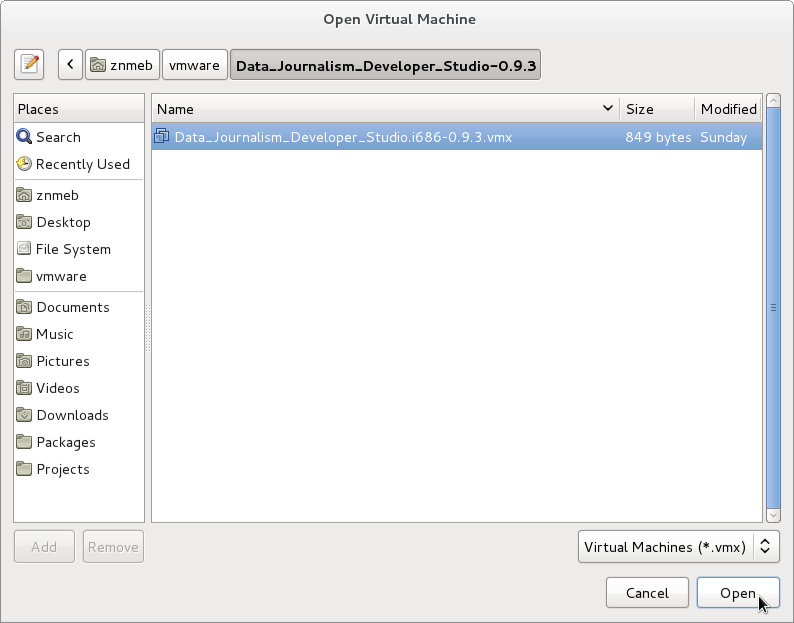 Open Virtual Machine
znmeb
vmware
Data_Journalism_Developer_Studio-0.9.3
Places
Search
Recently Used
znmeb
Desktop
File System
vmware
Documents
Music
Pictures
Videos
Downloads
Packages
Projects
Name Size Modified
Data_Journalism_Developer_Studio.i686-0.9.3.vmx 849 bytes Sunday
Add
Remove
Virtual Machines (*.vmx)
Cancel
Open